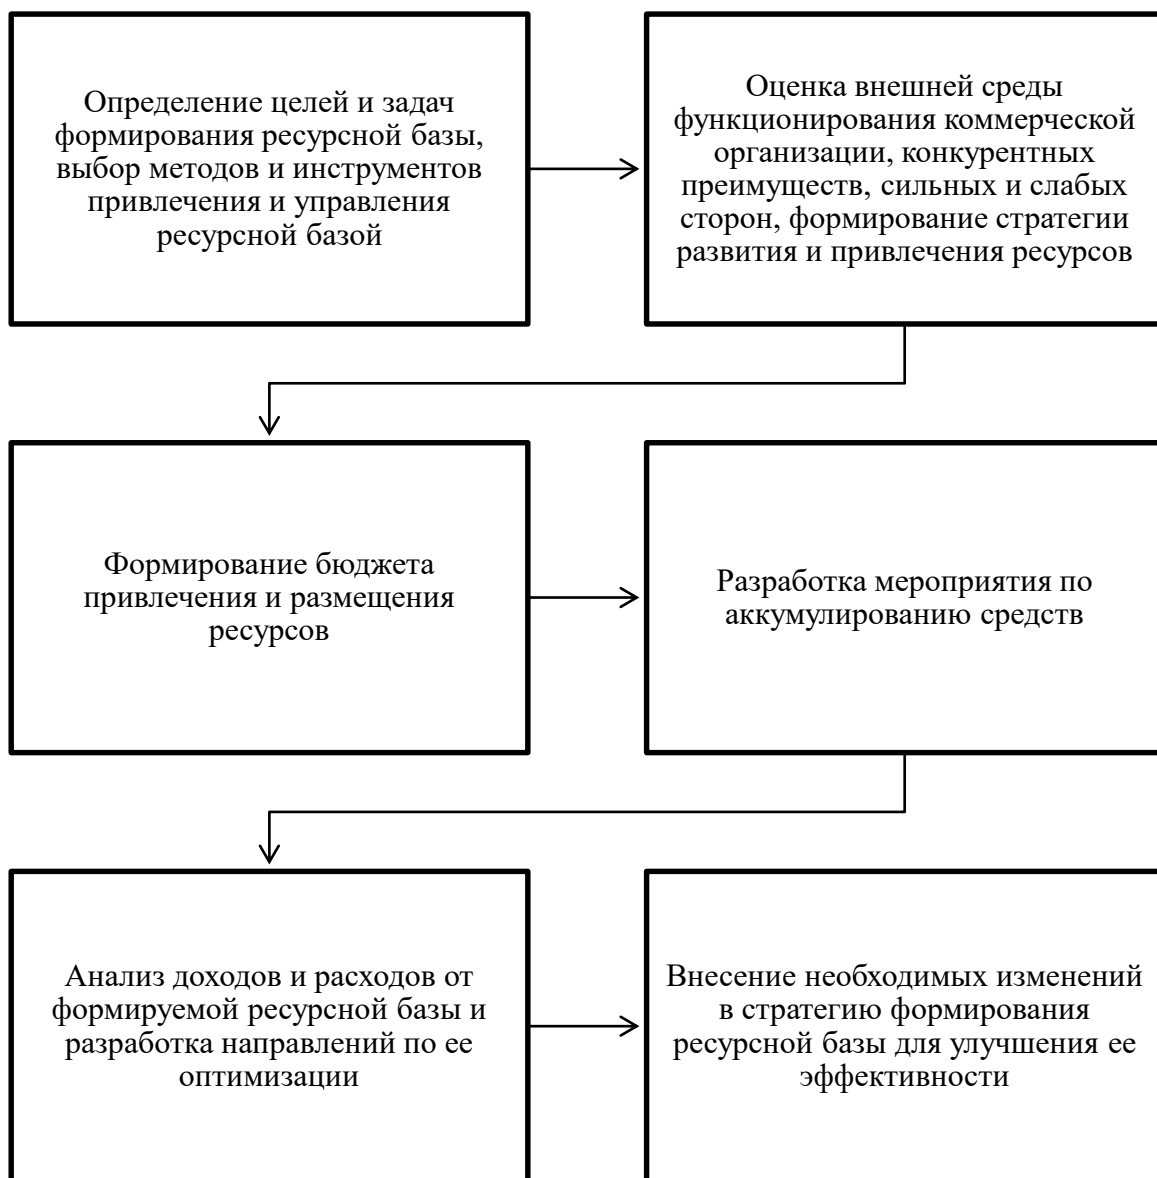 Определение целей и задач
формирования ресурсной базы,
выбор методов и инструментов
привлечения и управления
ресурсной базой
Оценка внешней среды
функционирования коммерческой
организации, конкурентных
преимуществ, сильных и слабых
сторон, формирование стратегии
развития и привлечения ресурсов
Формирование бюджета
привлечения и размещения
ресурсов
Разработка мероприятия по
аккумулированию средств
Анализ доходов и расходов от
формируемой ресурсной базы и
разработка направлений по ее
оптимизации
Внесение необходимых изменений
в стратегию формирования
ресурсной базы для улучшения ее
эффективности